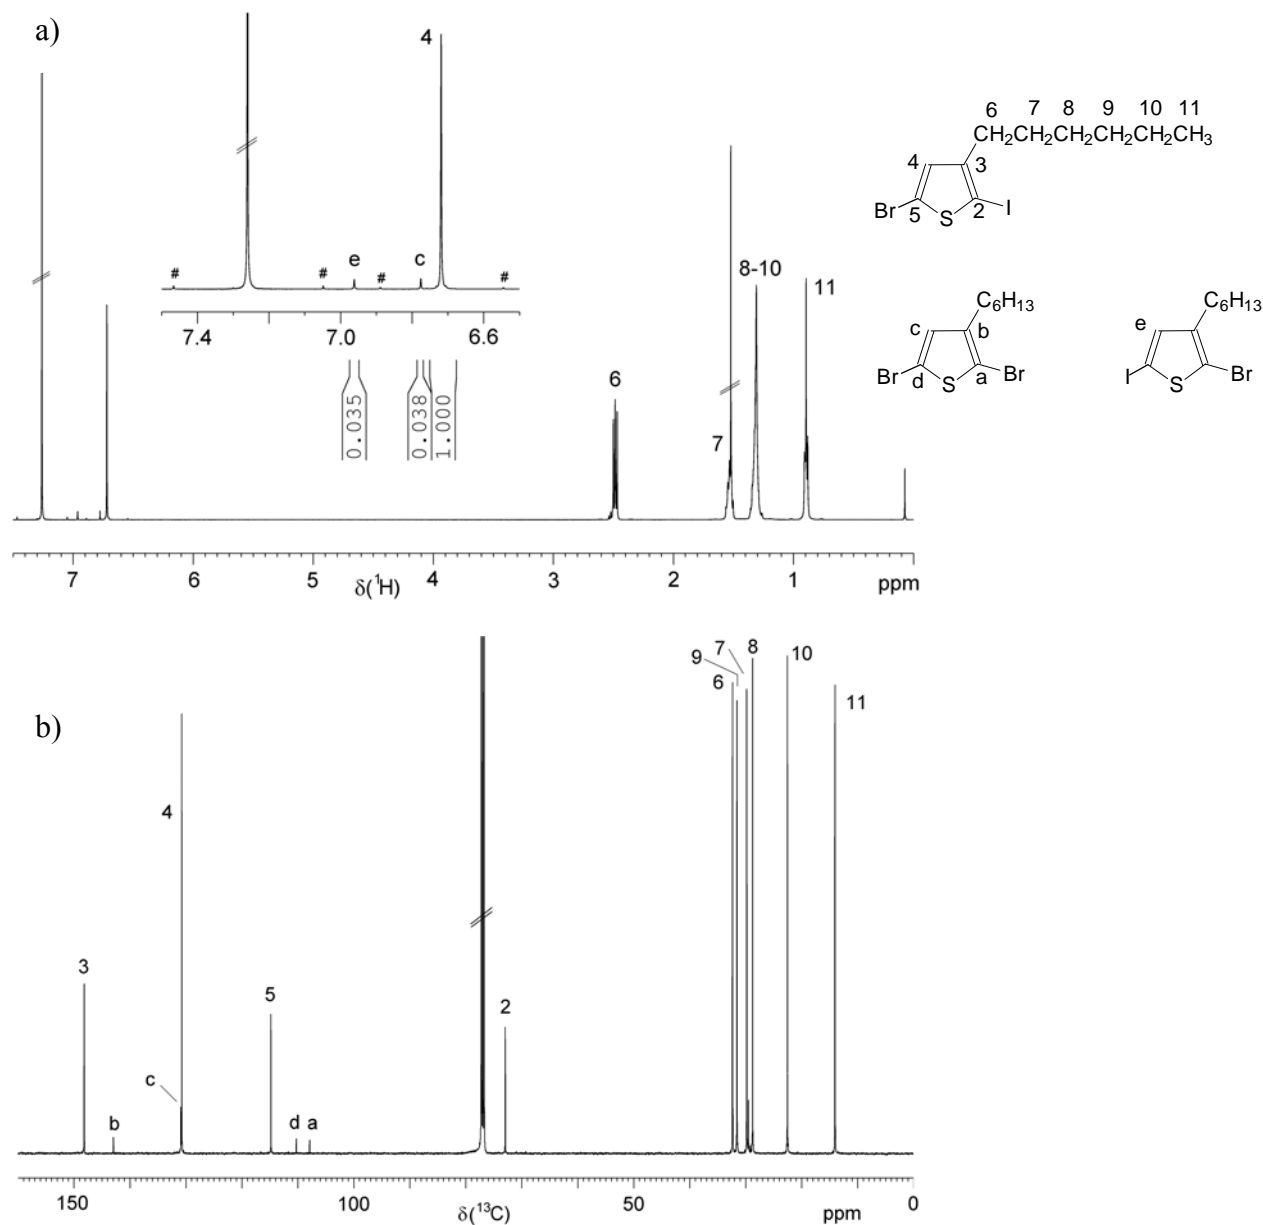 a)
4
e
c
#
#
#
#
7.4
7.0
6.6
0.035
0.038
1.000
6
7
8-10
11
7
6
5
4
3
2
1
ppm
δ(¹H)
6 7 8 9 10 11
CH₂CH₂CH₂CH₂CH₂CH₃
4
3
Br
5
S
2
I
C₆H₁₃
c
b
Br
d
S
a
Br
C₆H₁₃
e
I
S
Br
b)
3
b
c
4
5
d
a
2
6
9
7
8
10
11
150
100
50
0
δ(¹³C)
ppm